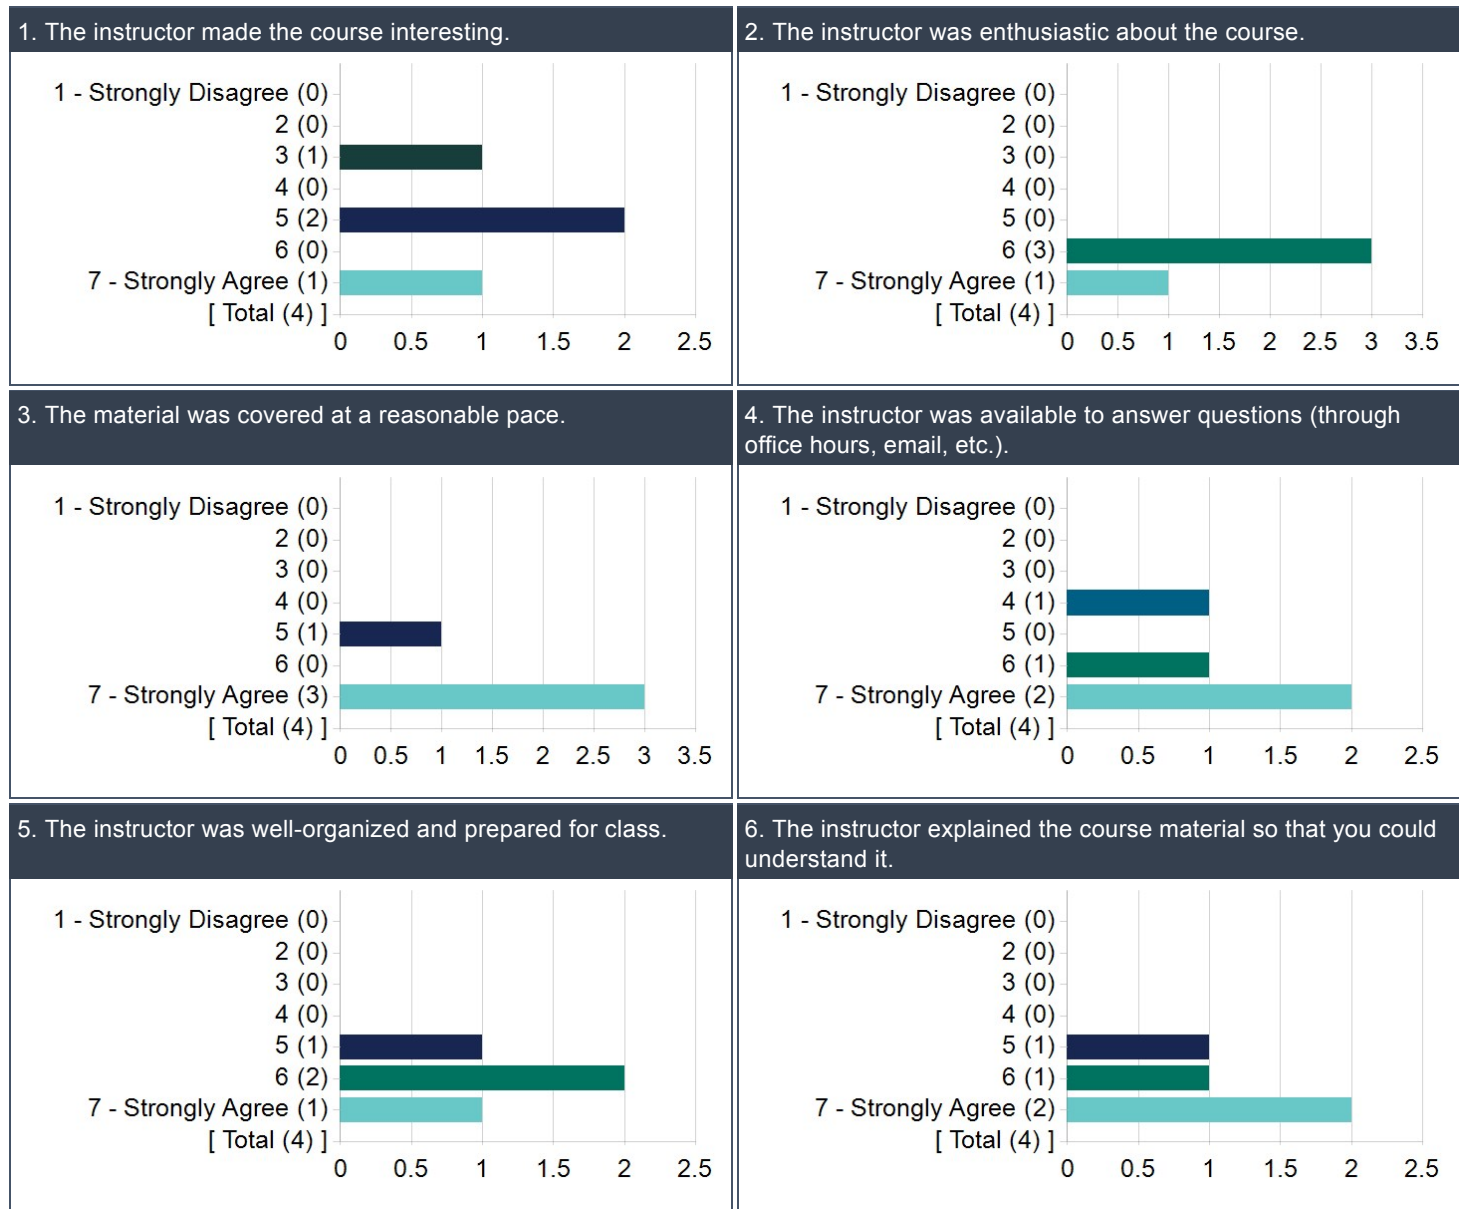 1. The instructor made the course interesting.
1 - Strongly Disagree (0)
2 (0)
3 (1)
4 (0)
5 (2)
6 (0)
7 - Strongly Agree (1)
[ Total (4) ]
0 0.5 1 1.5 2 2.5
2. The instructor was enthusiastic about the course.
1 - Strongly Disagree (0)
2 (0)
3 (0)
4 (0)
5 (0)
6 (3)
7 - Strongly Agree (1)
[ Total (4) ]
0 0.5 1 1.5 2 2.5 3 3.5
3. The material was covered at a reasonable pace.
1 - Strongly Disagree (0)
2 (0)
3 (0)
4 (0)
5 (1)
6 (0)
7 - Strongly Agree (3)
[ Total (4) ]
0 0.5 1 1.5 2 2.5 3 3.5
4. The instructor was available to answer questions (through
office hours, email, etc.).
1 - Strongly Disagree (0)
2 (0)
3 (0)
4 (1)
5 (0)
6 (1)
7 - Strongly Agree (2)
[ Total (4) ]
0 0.5 1 1.5 2 2.5
5. The instructor was well-organized and prepared for class.
1 - Strongly Disagree (0)
2 (0)
3 (0)
4 (0)
5 (1)
6 (2)
7 - Strongly Agree (1)
[ Total (4) ]
0 0.5 1 1.5 2 2.5
6. The instructor explained the course material so that you could
understand it.
1 - Strongly Disagree (0)
2 (0)
3 (0)
4 (0)
5 (1)
6 (1)
7 - Strongly Agree (2)
[ Total (4) ]
0 0.5 1 1.5 2 2.5